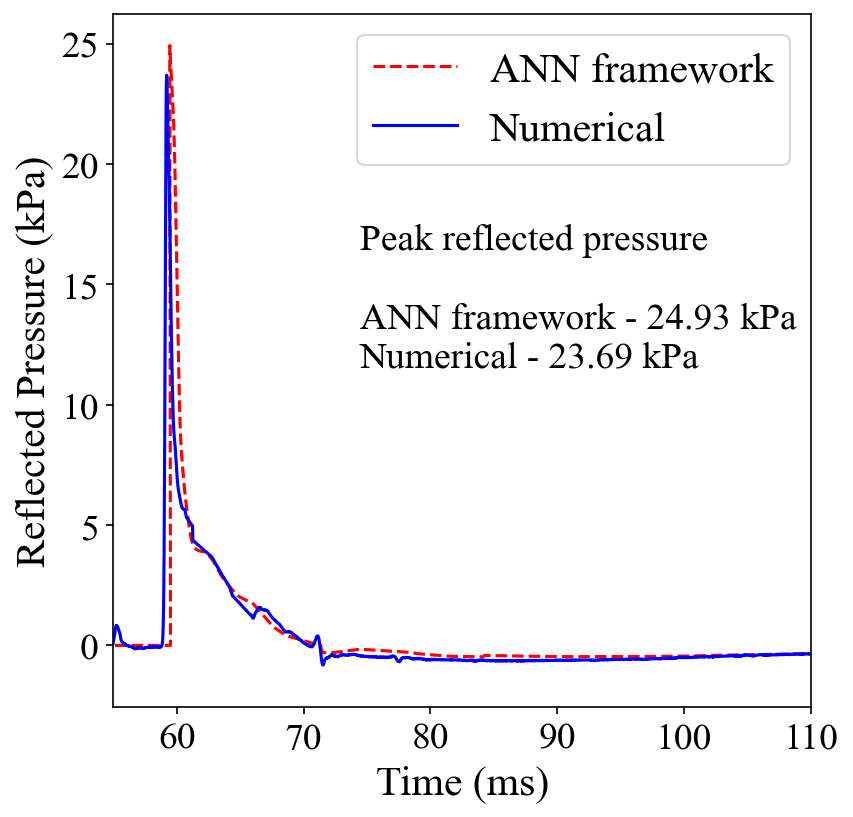 ANN framework
Numerical
Peak reflected pressure
ANN framework - 24.93 kPa
Numerical - 23.69 kPa
Reflected Pressure (kPa)
25
20
15
10
5
0
60 70 80 90 100 110
Time (ms)